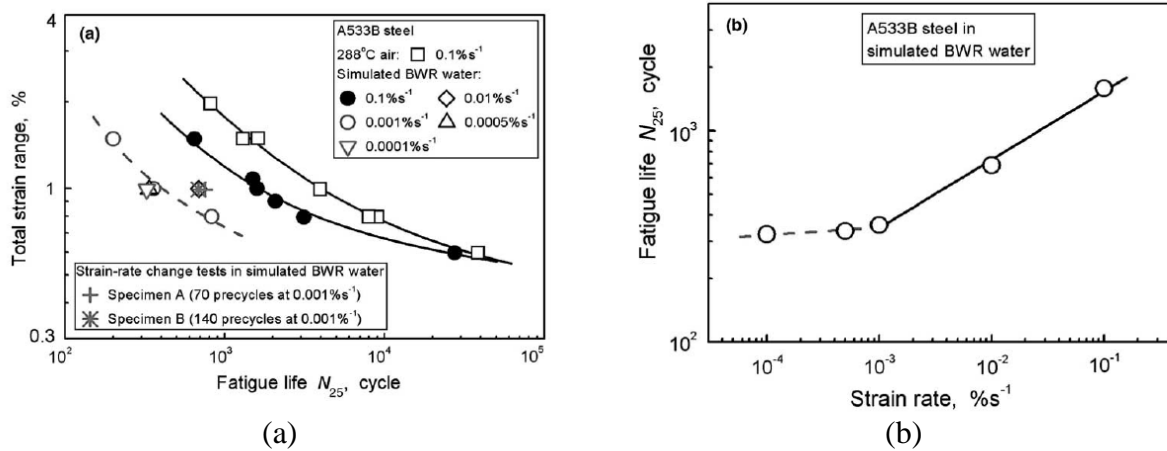 (a)
A533B steel
288°C air: □ 0.1%s⁻¹
Simulated BWR water:
● 0.1%s⁻¹ ◇ 0.01%s⁻¹
○ 0.001%s⁻¹ △ 0.0005%s⁻¹
▽ 0.0001%s⁻¹
4
1
0.3
Total strain range, %
Strain-rate change tests in simulated BWR water
+ Specimen A (70 precycles at 0.001%s⁻¹)
Specimen B (140 precycles at 0.001%⁻¹)
10² 10³ 10⁴ 10⁵
Fatigue life N₂₅, cycle
(a)
(b)
A533B steel in
simulated BWR water
Fatigue life N₂₅, cycle
10³
10²
10⁻⁴ 10⁻³ 10⁻² 10⁻¹
Strain rate, %s⁻¹
(b)